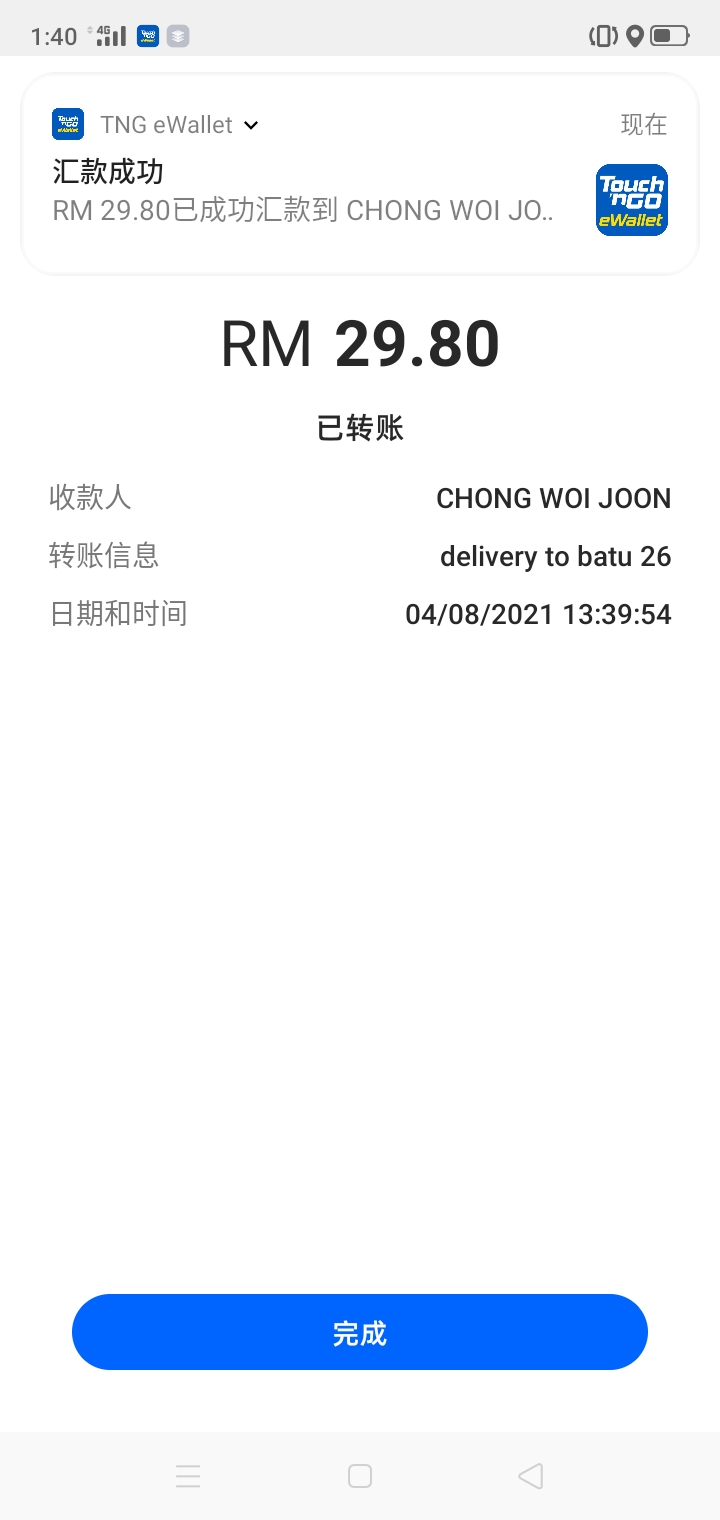 1:40 4G
TNG eWallet 现在
汇款成功
RM 29.80已成功汇款到 CHONG WOI JO..
Touch
'nGO
eWallet
RM 29.80
已转账
收款人 CHONG WOI JOON
转账信息 delivery to batu 26
日期和时间 04/08/2021 13:39:54
完成